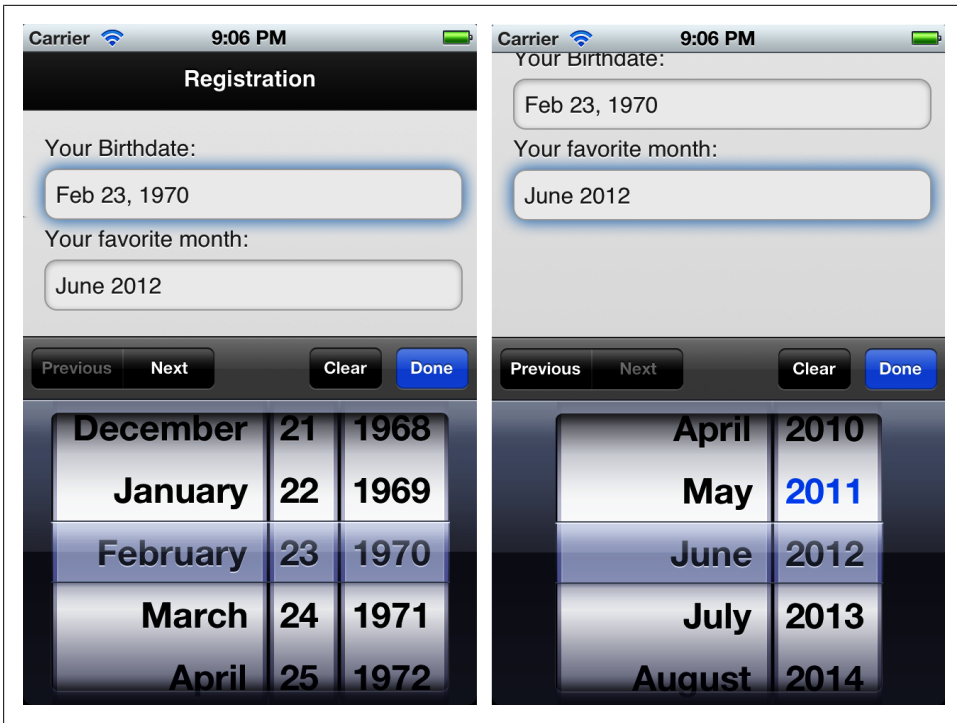 Carrier 9:06 PM
Registration
Your Birthdate:
Feb 23, 1970
Your favorite month:
June 2012
Previous Next Clear Done
December 21 1968
January 22 1969
February 23 1970
March 24 1971
April 25 1972
Carrier 9:06 PM
Your Birthdate:
Feb 23, 1970
Your favorite month:
June 2012
Previous Next Clear Done
April 2010
May 2011
June 2012
July 2013
August 2014